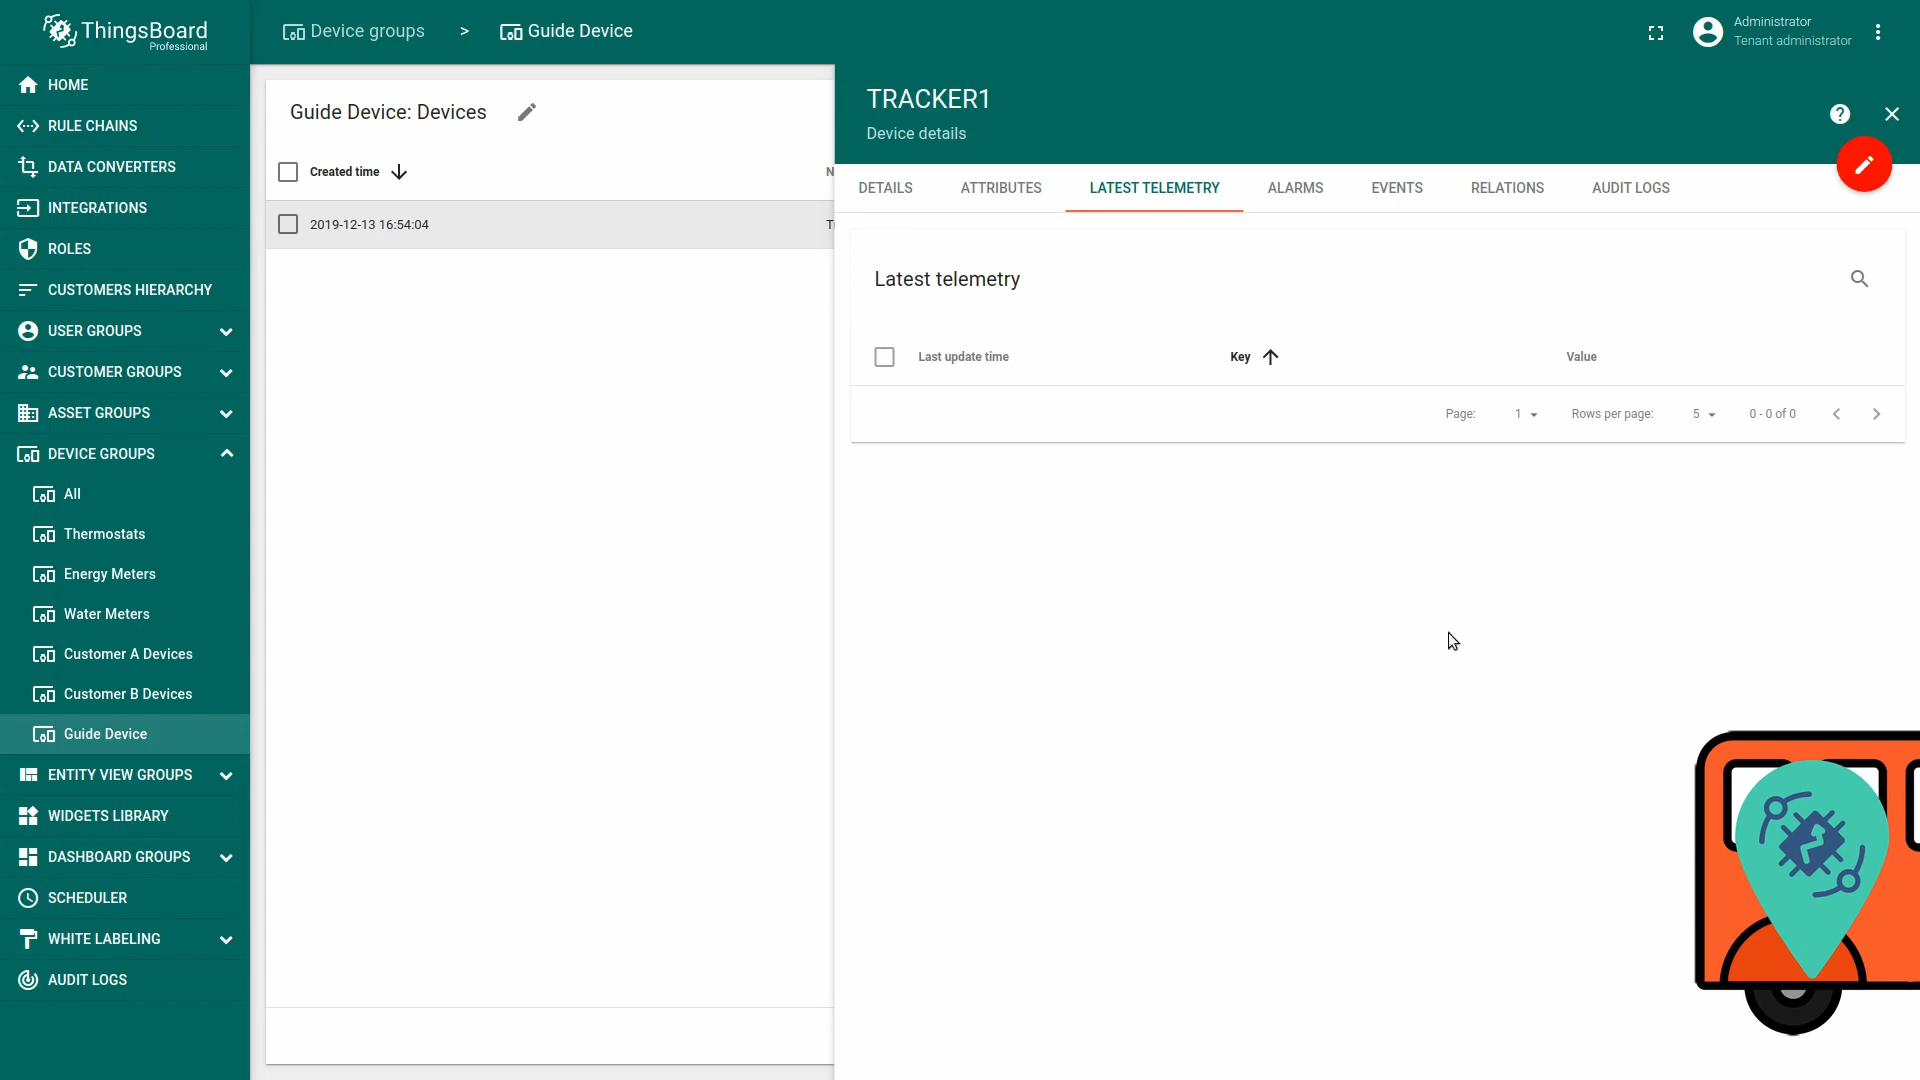 ThingsBoard
Professional
Device groups > Guide Device
Administrator
Tenant administrator
HOME
RULE CHAINS
DATA CONVERTERS
INTEGRATIONS
ROLES
CUSTOMERS HIERARCHY
USER GROUPS
CUSTOMER GROUPS
ASSET GROUPS
DEVICE GROUPS
All
Thermostats
Energy Meters
Water Meters
Customer A Devices
Customer B Devices
Guide Device
ENTITY VIEW GROUPS
WIDGETS LIBRARY
DASHBOARD GROUPS
SCHEDULER
WHITE LABELING
AUDIT LOGS
Guide Device: Devices
Created time N
2019-12-13 16:54:04 T
TRACKER1
Device details
DETAILS ATTRIBUTES LATEST TELEMETRY ALARMS EVENTS RELATIONS AUDIT LOGS
Latest telemetry
Last update time Key Value
Page: 1 Rows per page: 5 0 - 0 of 0